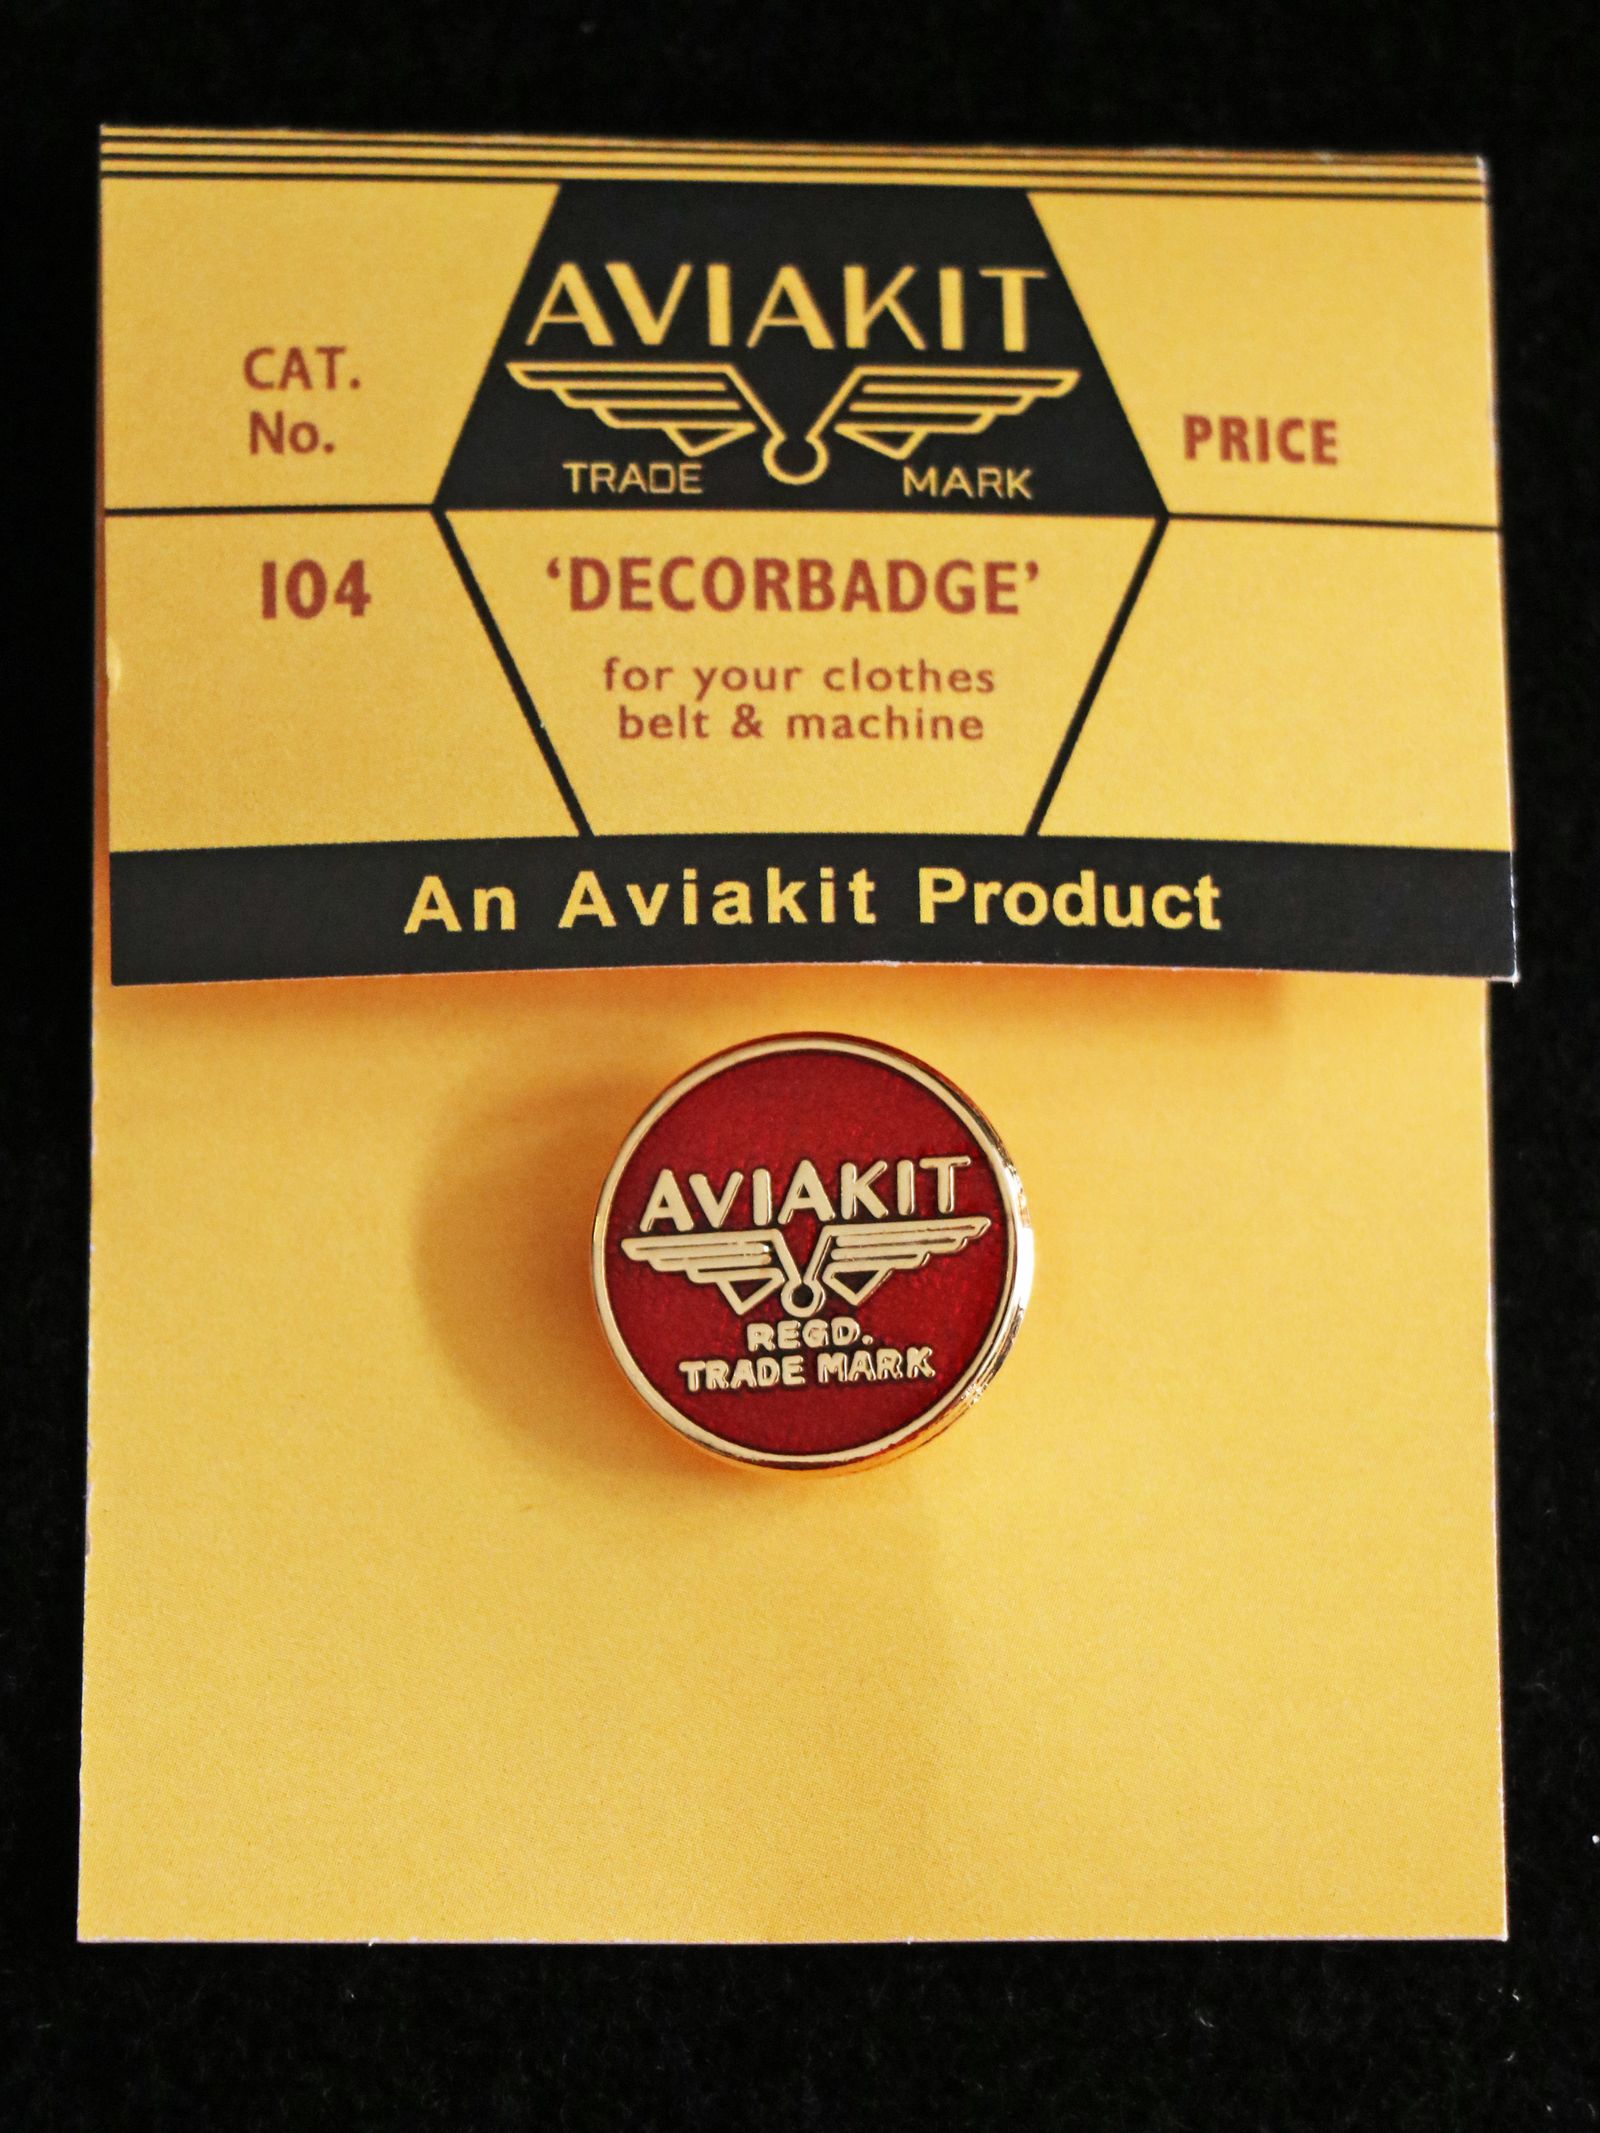 AVIAKIT
TRADE MARK
CAT.
No.
PRICE
104
‘DECORBADGE’
for your clothes
belt & machine
An Aviakit Product
AVIAKIT
REGD.
TRADE MARK